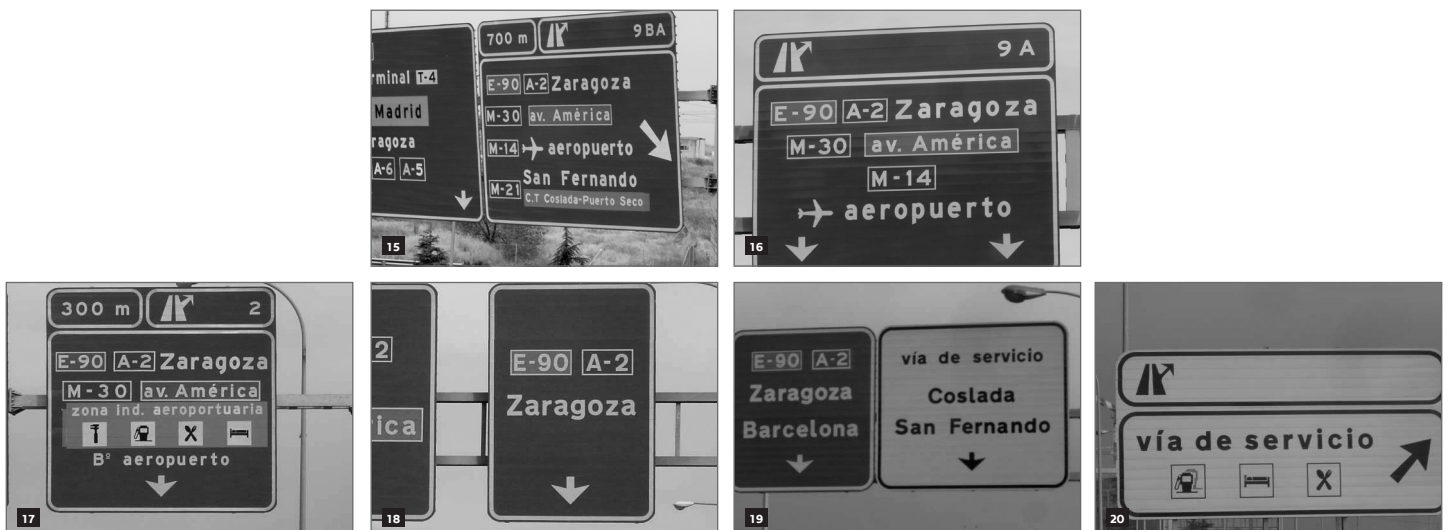 rminal T-4
Madrid
ragoza
A-6 A-5
700 m 9BA
E-90 A-2 Zaragoza
M-30 av. América
M-14 aeropuerto
M-21 San Fernando
C.T Coslada-Puerto Seco
15
9 A
E-90 A-2 Zaragoza
M-30 av. América
M-14
aeropuerto
16
300 m 2
E-90 A-2 Zaragoza
M-30 av. América
zona ind. aeroportuaria
Bº aeropuerto
17
2
rica
E-90 A-2
Zaragoza
18
E-90 A-2
Zaragoza
Barcelona
vía de servicio
Coslada
San Fernando
19
vía de servicio
20